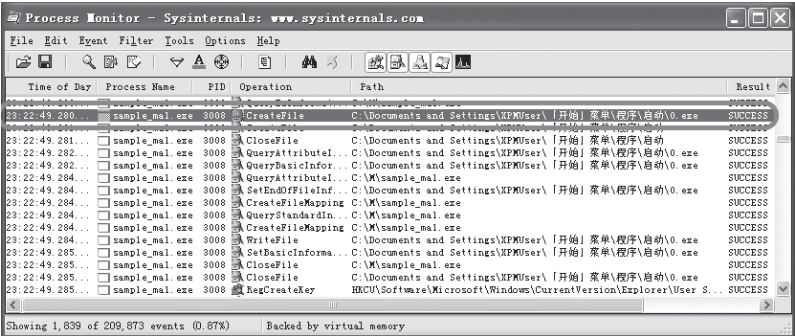 Process Monitor - Sysinternals: www.sysinternals.com
File Edit Event Filter Tools Options Help
Time of Day Process Name PID Operation Path Result
23:22:49.280... sample_mal.exe 3008 CreateFile C:\Documents and Settings\XPMUser\「开始」菜单\程序\启动\0.exe SUCCESS
23:22:49.281... sample_mal.exe 3008 CloseFile C:\Documents and Settings\XPMUser\「开始」菜单\程序\启动 SUCCESS
23:22:49.282... sample_mal.exe 3008 QueryAttributeI... C:\Documents and Settings\XPMUser\「开始」菜单\程序\启动\0.exe SUCCESS
23:22:49.282... sample_mal.exe 3008 QueryBasicInfor... C:\Documents and Settings\XPMUser\「开始」菜单\程序\启动\0.exe SUCCESS
23:22:49.284... sample_mal.exe 3008 QueryAttributeI... C:\M\sample_mal.exe SUCCESS
23:22:49.284... sample_mal.exe 3008 SetEndOfFileInf... C:\Documents and Settings\XPMUser\「开始」菜单\程序\启动\0.exe SUCCESS
23:22:49.284... sample_mal.exe 3008 CreateFileMapping C:\M\sample_mal.exe SUCCESS
23:22:49.284... sample_mal.exe 3008 QueryStandardIn... C:\M\sample_mal.exe SUCCESS
23:22:49.284... sample_mal.exe 3008 CreateFileMapping C:\M\sample_mal.exe SUCCESS
23:22:49.284... sample_mal.exe 3008 WriteFile C:\Documents and Settings\XPMUser\「开始」菜单\程序\启动\0.exe SUCCESS
23:22:49.285... sample_mal.exe 3008 SetBasicInforma... C:\Documents and Settings\XPMUser\「开始」菜单\程序\启动\0.exe SUCCESS
23:22:49.285... sample_mal.exe 3008 CloseFile C:\M\sample_mal.exe SUCCESS
23:22:49.285... sample_mal.exe 3008 CloseFile C:\Documents and Settings\XPMUser\「开始」菜单\程序\启动\0.exe SUCCESS
23:22:49.285... sample_mal.exe 3008 RegCreateKey HKCU\Software\Microsoft\Windows\CurrentVersion\Explorer\User S... SUCCESS
Showing 1,839 of 209,873 events (0.87%) Backed by virtual memory